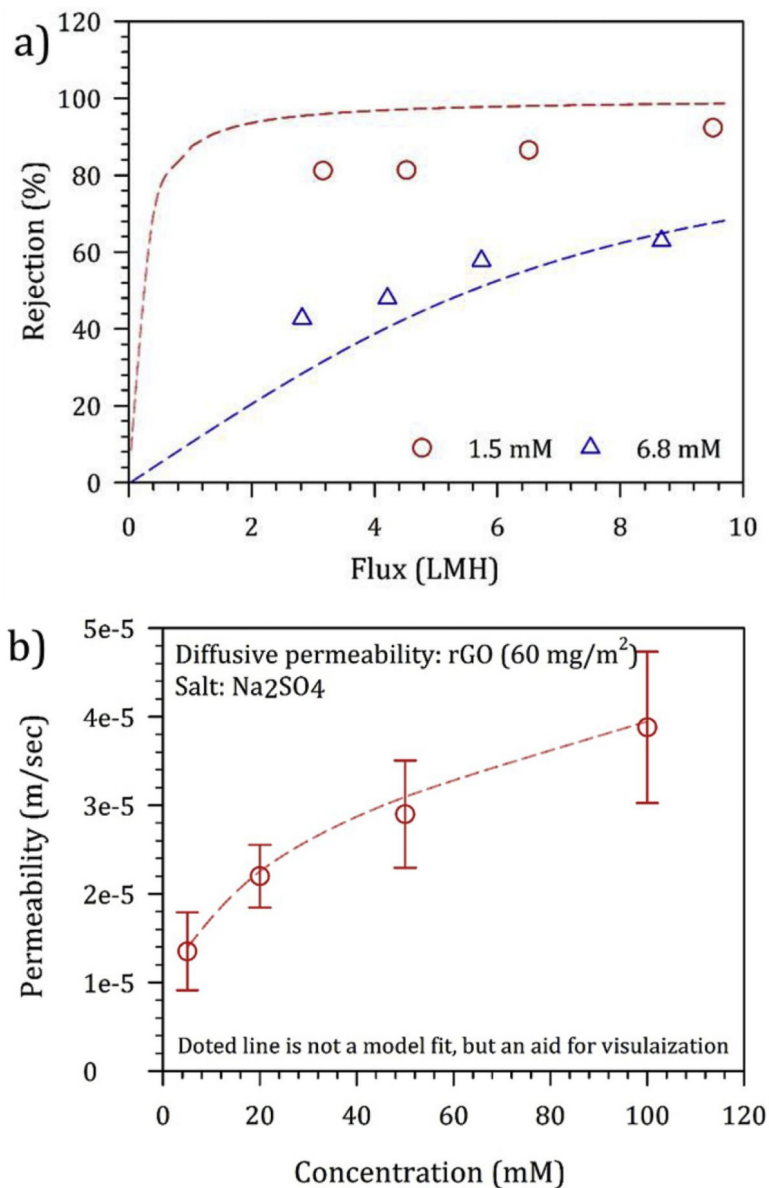 a)
120
100
80
60
40
20
0
Rejection (%)
1.5 mM
6.8 mM
0 2 4 6 8 10
Flux (LMH)
b)
5e-5
4e-5
3e-5
2e-5
1e-5
0
Permeability (m/sec)
Diffusive permeability: rGO (60 mg/m²)
Salt: Na2SO4
Doted line is not a model fit, but an aid for visulaization
0 20 40 60 80 100 120
Concentration (mM)